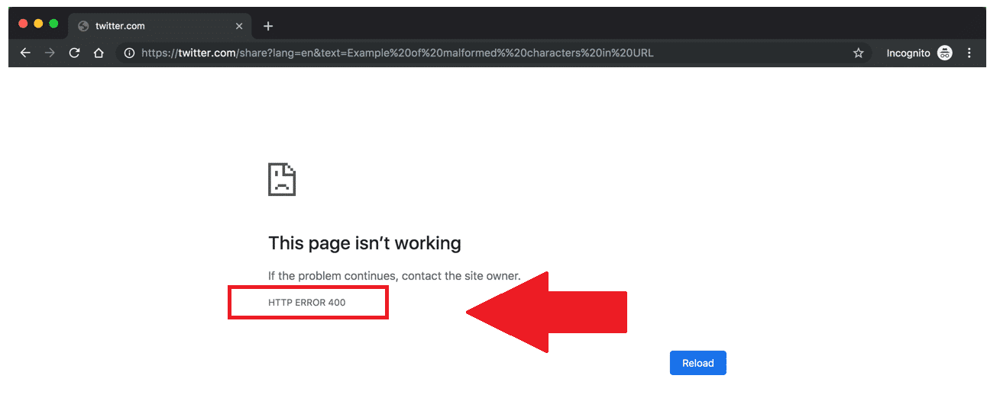 twitter.com
https://twitter.com/share?lang=en&text=Example%20of%20malformed%%20characters%20in%20URL
Incognito
This page isn’t working
If the problem continues, contact the site owner.
HTTP ERROR 400
Reload